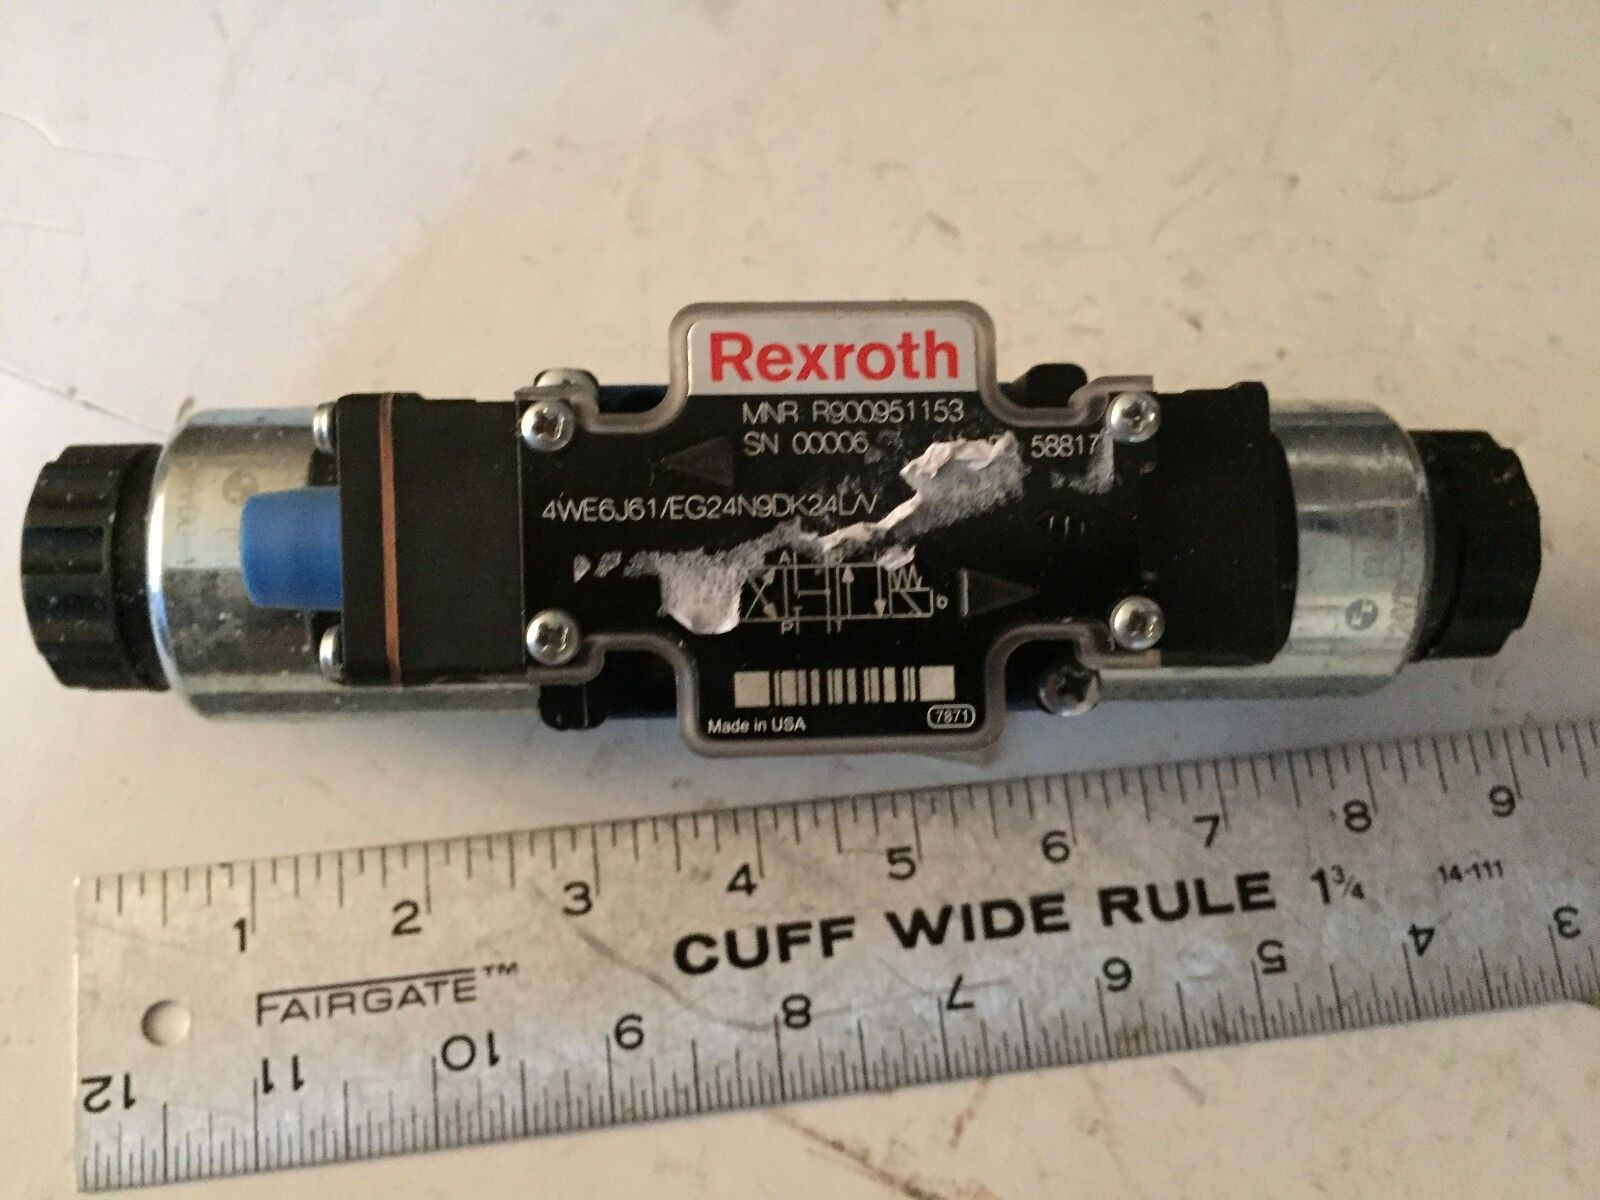 Rexroth
MNR R900951153
SN 00006 58817
4WE6J61/EG24N9DK24L/V
A
b
P T
Made in USA
7871
1 2 3 4 5 6 7 8 9
CUFF WIDE RULE 1¾ 14-111
FAIRGATE™
12 11 10 9 8 7 6 5 4 3